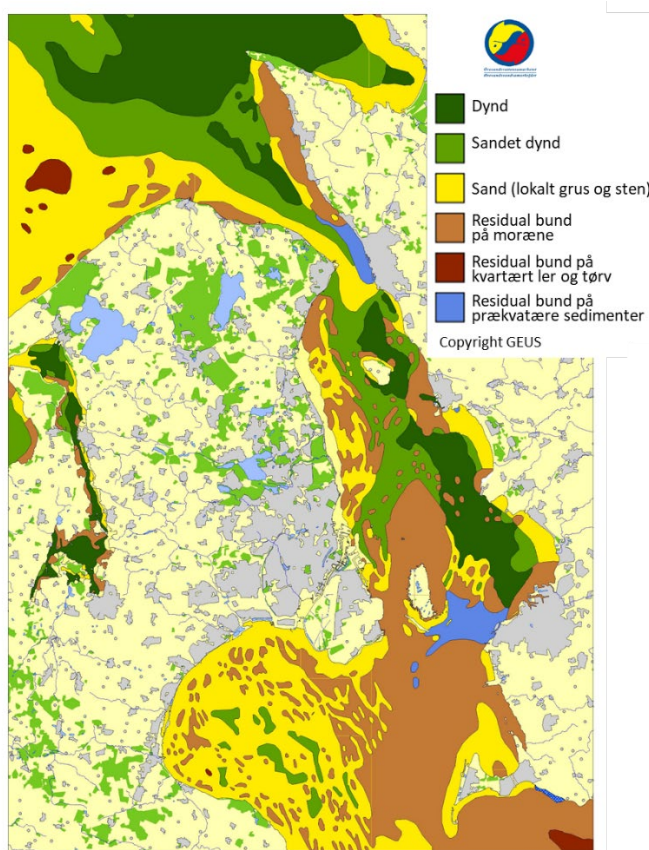 Dynd
Sandet dynd
Sand (lokalt grus og sten)
Residual bund
på moræne
Residual bund på
kvartært ler og tørv
Residual bund på
prækvatære sedimenter
Copyright GEUS